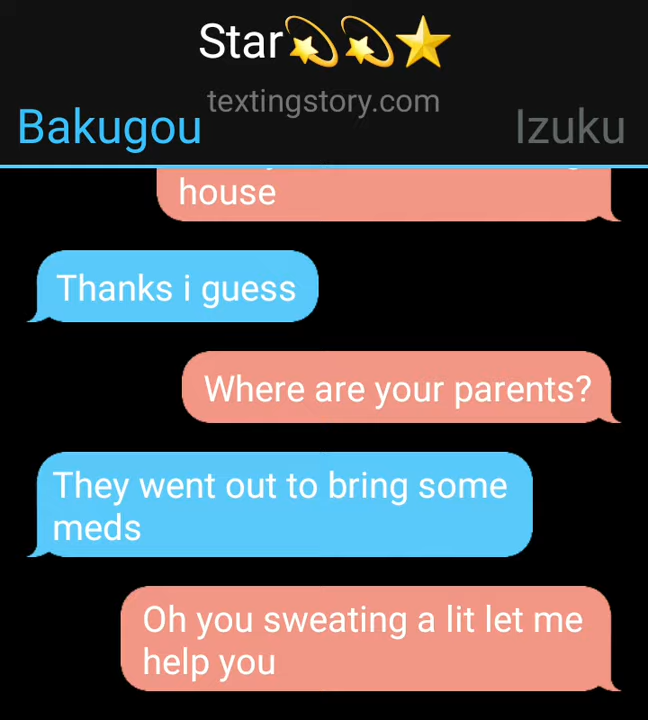 Star💫💫⭐
textingstory.com
Bakugou
Izuku
house
Thanks i guess
Where are your parents?
They went out to bring some
meds
Oh you sweating a lit let me
help you